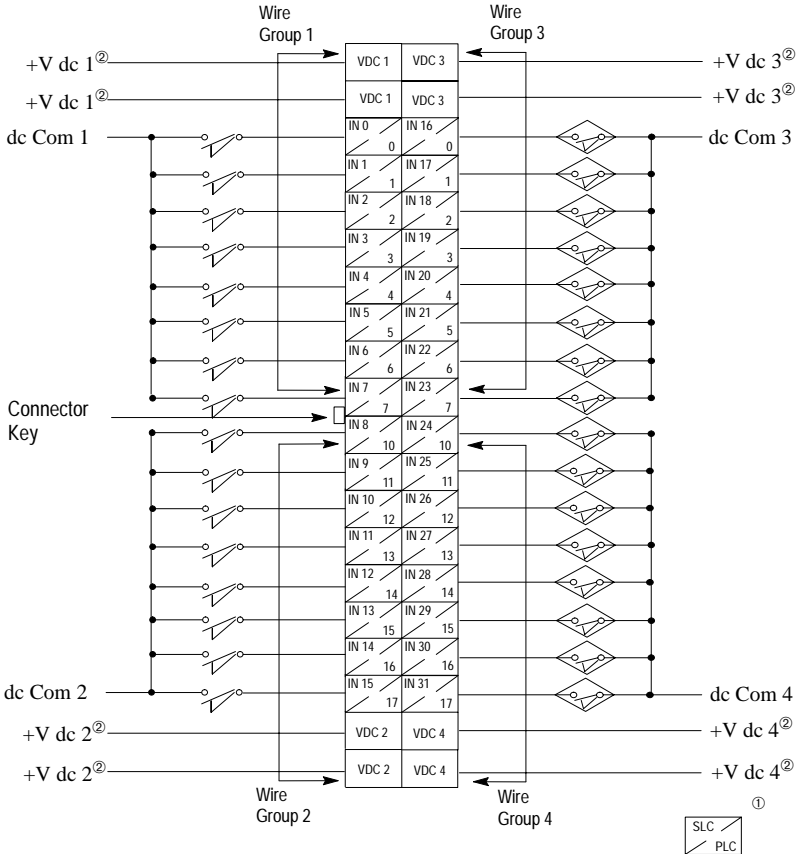 Wire
Group 1
Wire
Group 3
+V dc 1② VDC 1 VDC 3 +V dc 3②
+V dc 1② VDC 1 VDC 3 +V dc 3②
dc Com 1 IN 0 0 IN 16 0 dc Com 3
IN 1 1 IN 17 1
IN 2 2 IN 18 2
IN 3 3 IN 19 3
IN 4 4 IN 20 4
IN 5 5 IN 21 5
IN 6 6 IN 22 6
IN 7 7 IN 23 7
Connector
Key
IN 8 10 IN 24 10
IN 9 11 IN 25 11
IN 10 12 IN 26 12
IN 11 13 IN 27 13
IN 12 14 IN 28 14
IN 13 15 IN 29 15
IN 14 16 IN 30 16
dc Com 2 IN 15 17 IN 31 17 dc Com 4
+V dc 2② VDC 2 VDC 4 +V dc 4②
+V dc 2② VDC 2 VDC 4 +V dc 4②
Wire
Group 2
Wire
Group 4
①
SLC
PLC